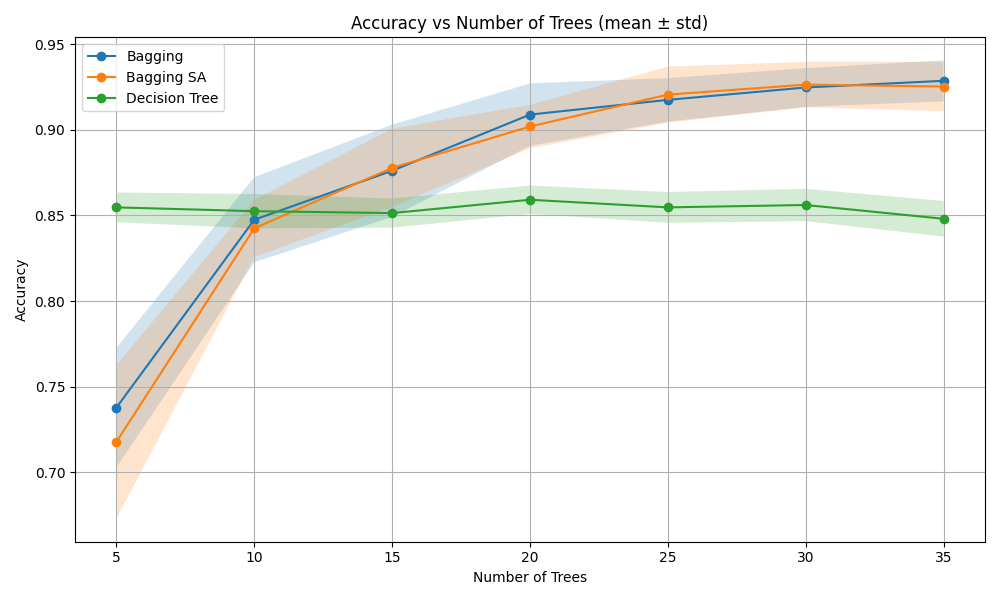 Accuracy vs Number of Trees (mean ± std)
Bagging
Bagging SA
Decision Tree
Accuracy
0.95
0.90
0.85
0.80
0.75
0.70
5 10 15 20 25 30 35
Number of Trees